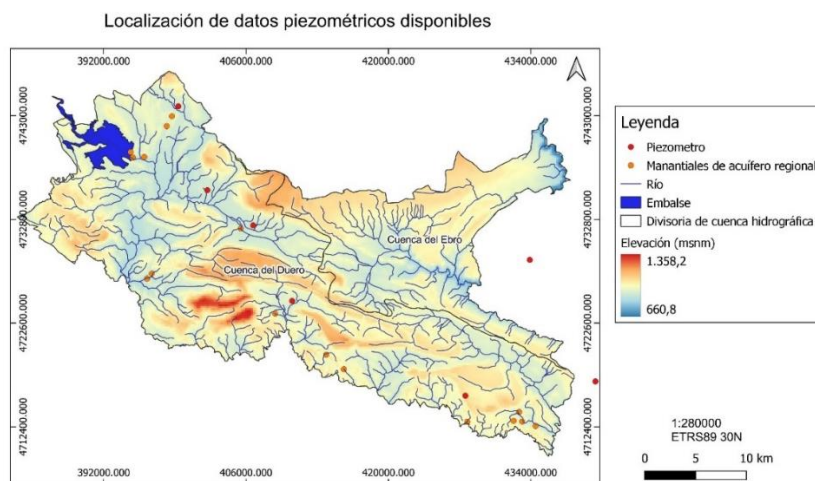 Localización de datos piezométricos disponibles
392000.000 406000.000 420000.000 434000.000
4743000.000 4743000.000
4732800.000 4732800.000
4722600.000 4722600.000
4712400.000 4712400.000
Cuenca del Ebro
Cuenca del Duero
392000.000 406000.000 420000.000 434000.000
Leyenda
Piezometro
Manantiales de acuífero regional
Río
Embalse
Divisoria de cuenca hidrográfica
Elevación (msnm)
1.358,2
660,8
1:280000
ETRS89 30N
0 5 10 km